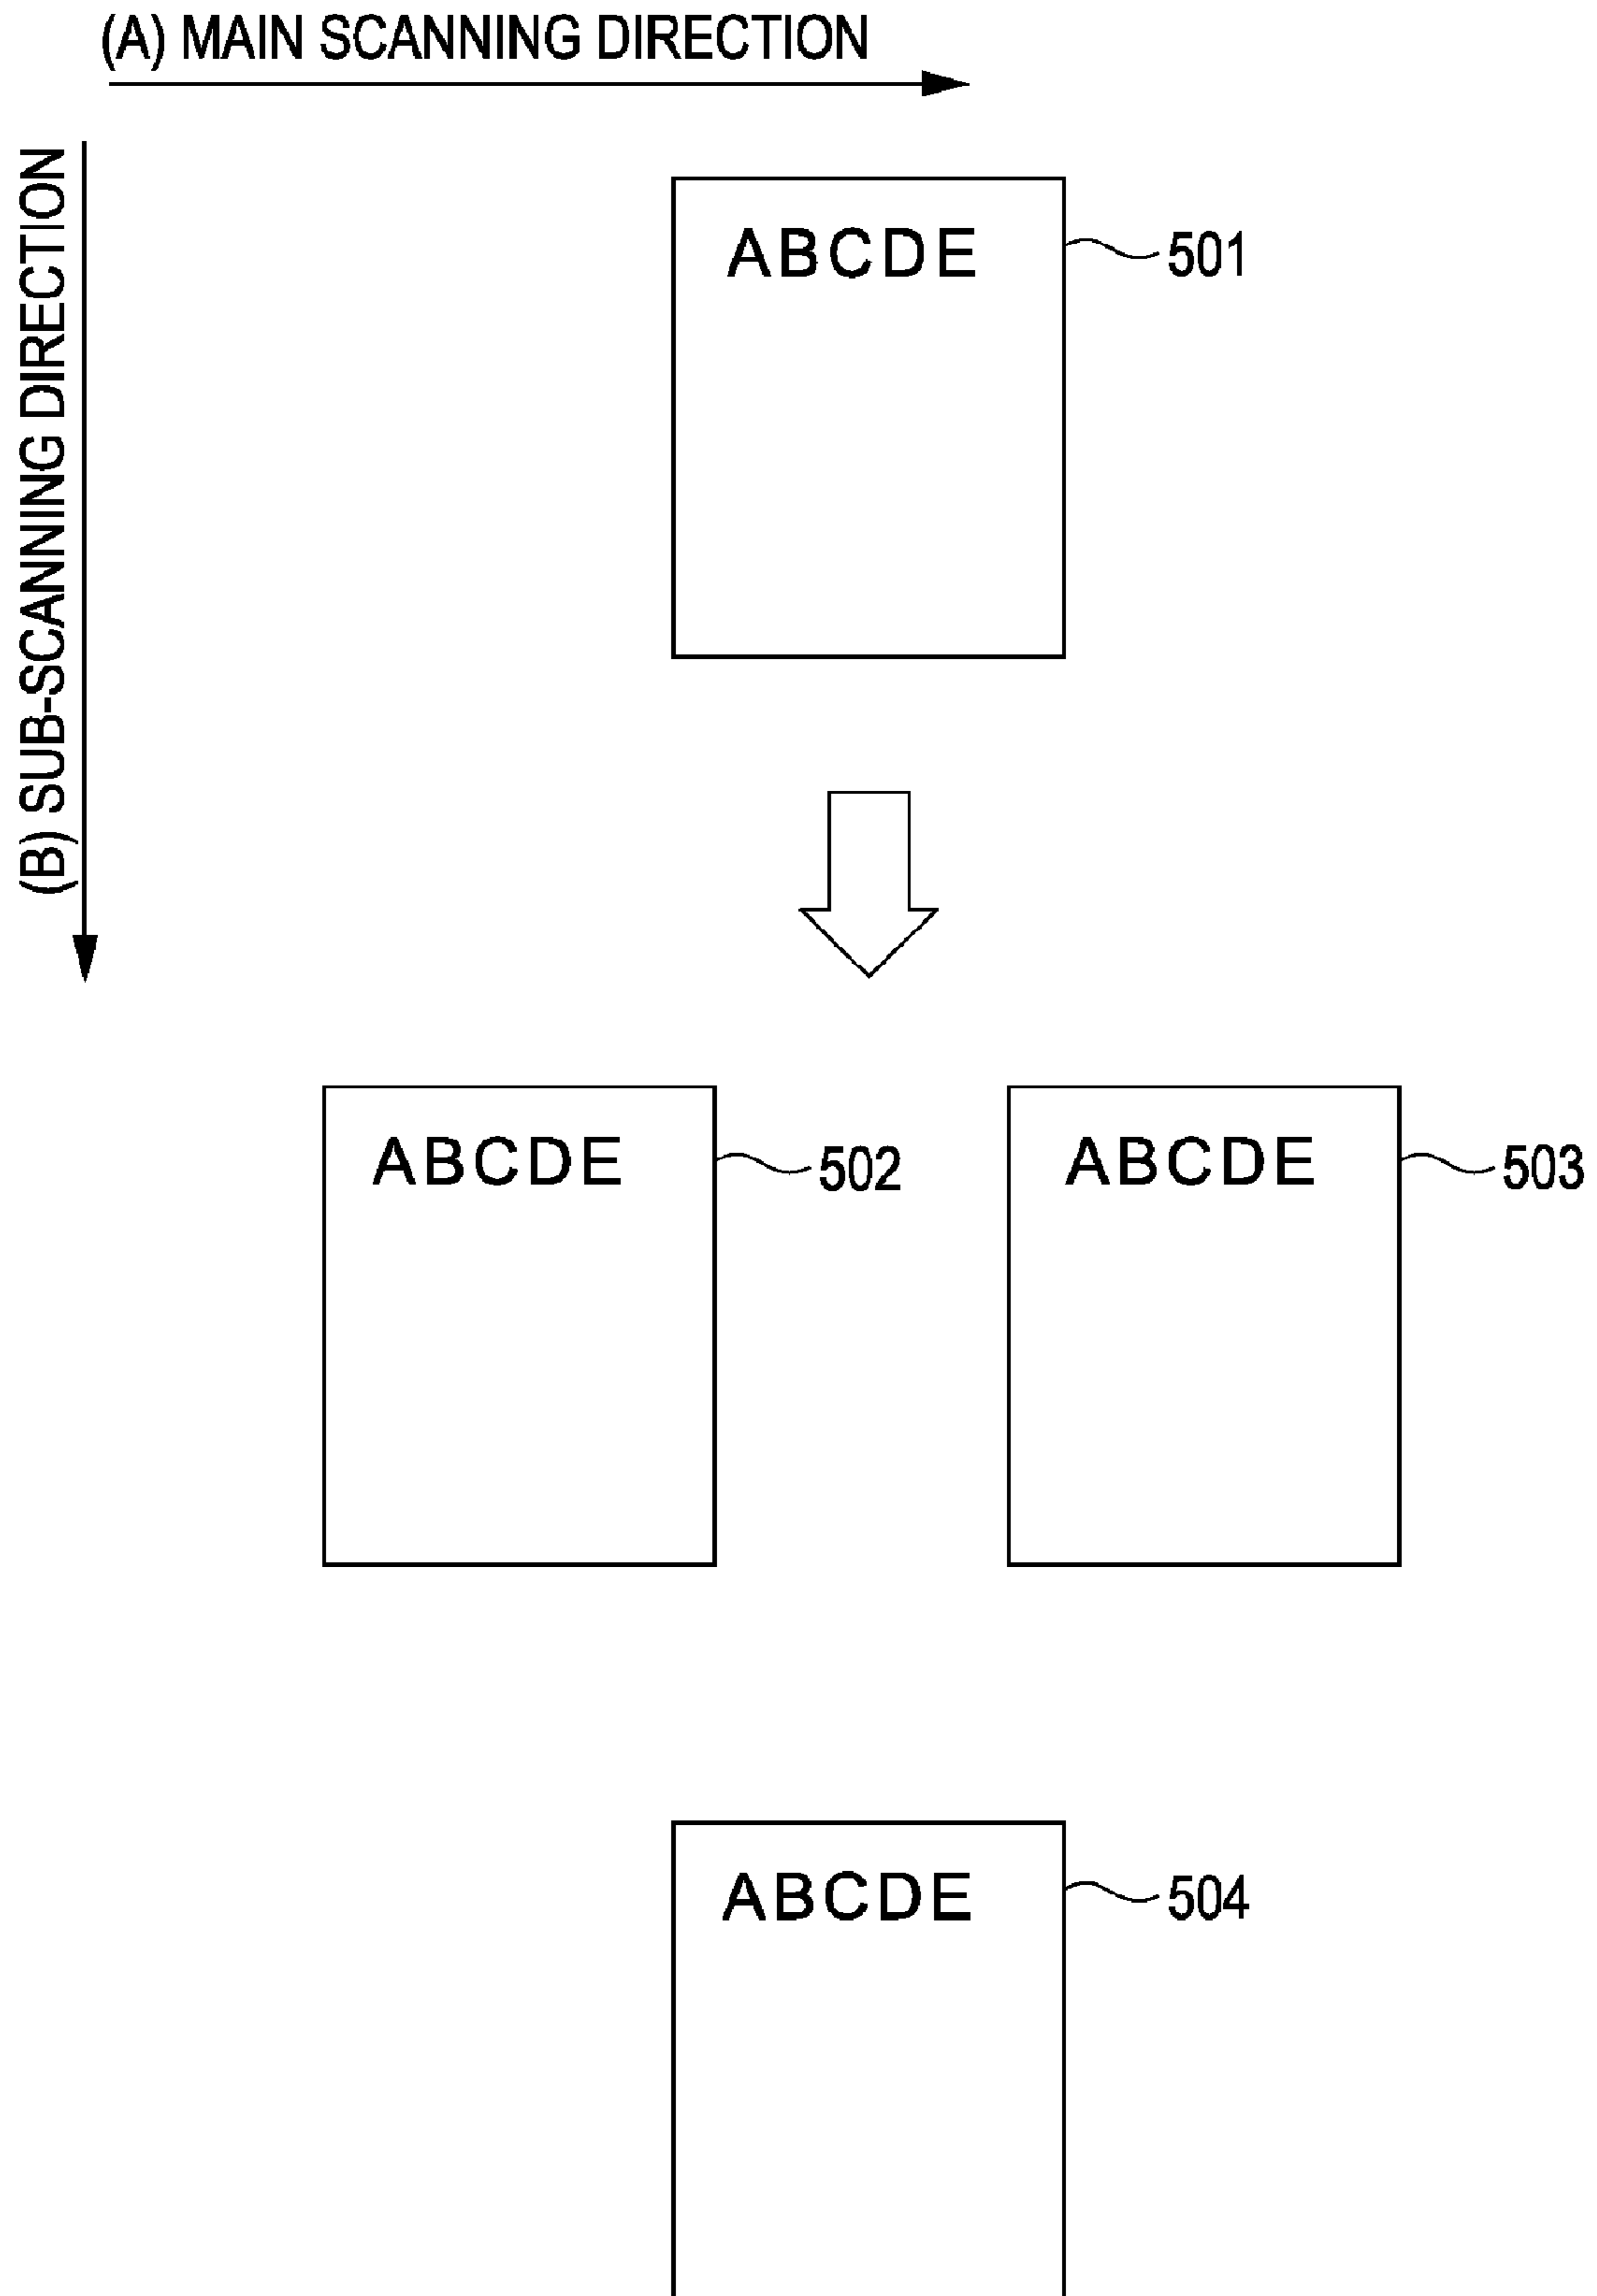 (A) MAIN SCANNING DIRECTION
(B) SUB-SCANNING DIRECTION
ABCDE
501
ABCDE
502
ABCDE
503
ABCDE
504